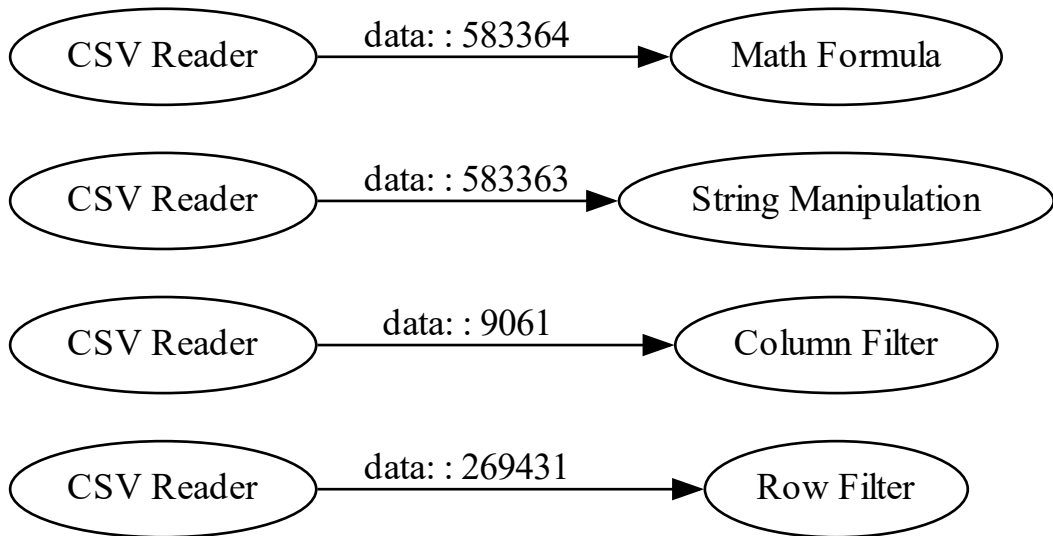 CSV Reader data: : 583364 Math Formula
CSV Reader data: : 583363 String Manipulation
CSV Reader data: : 9061 Column Filter
CSV Reader data: : 269431 Row Filter